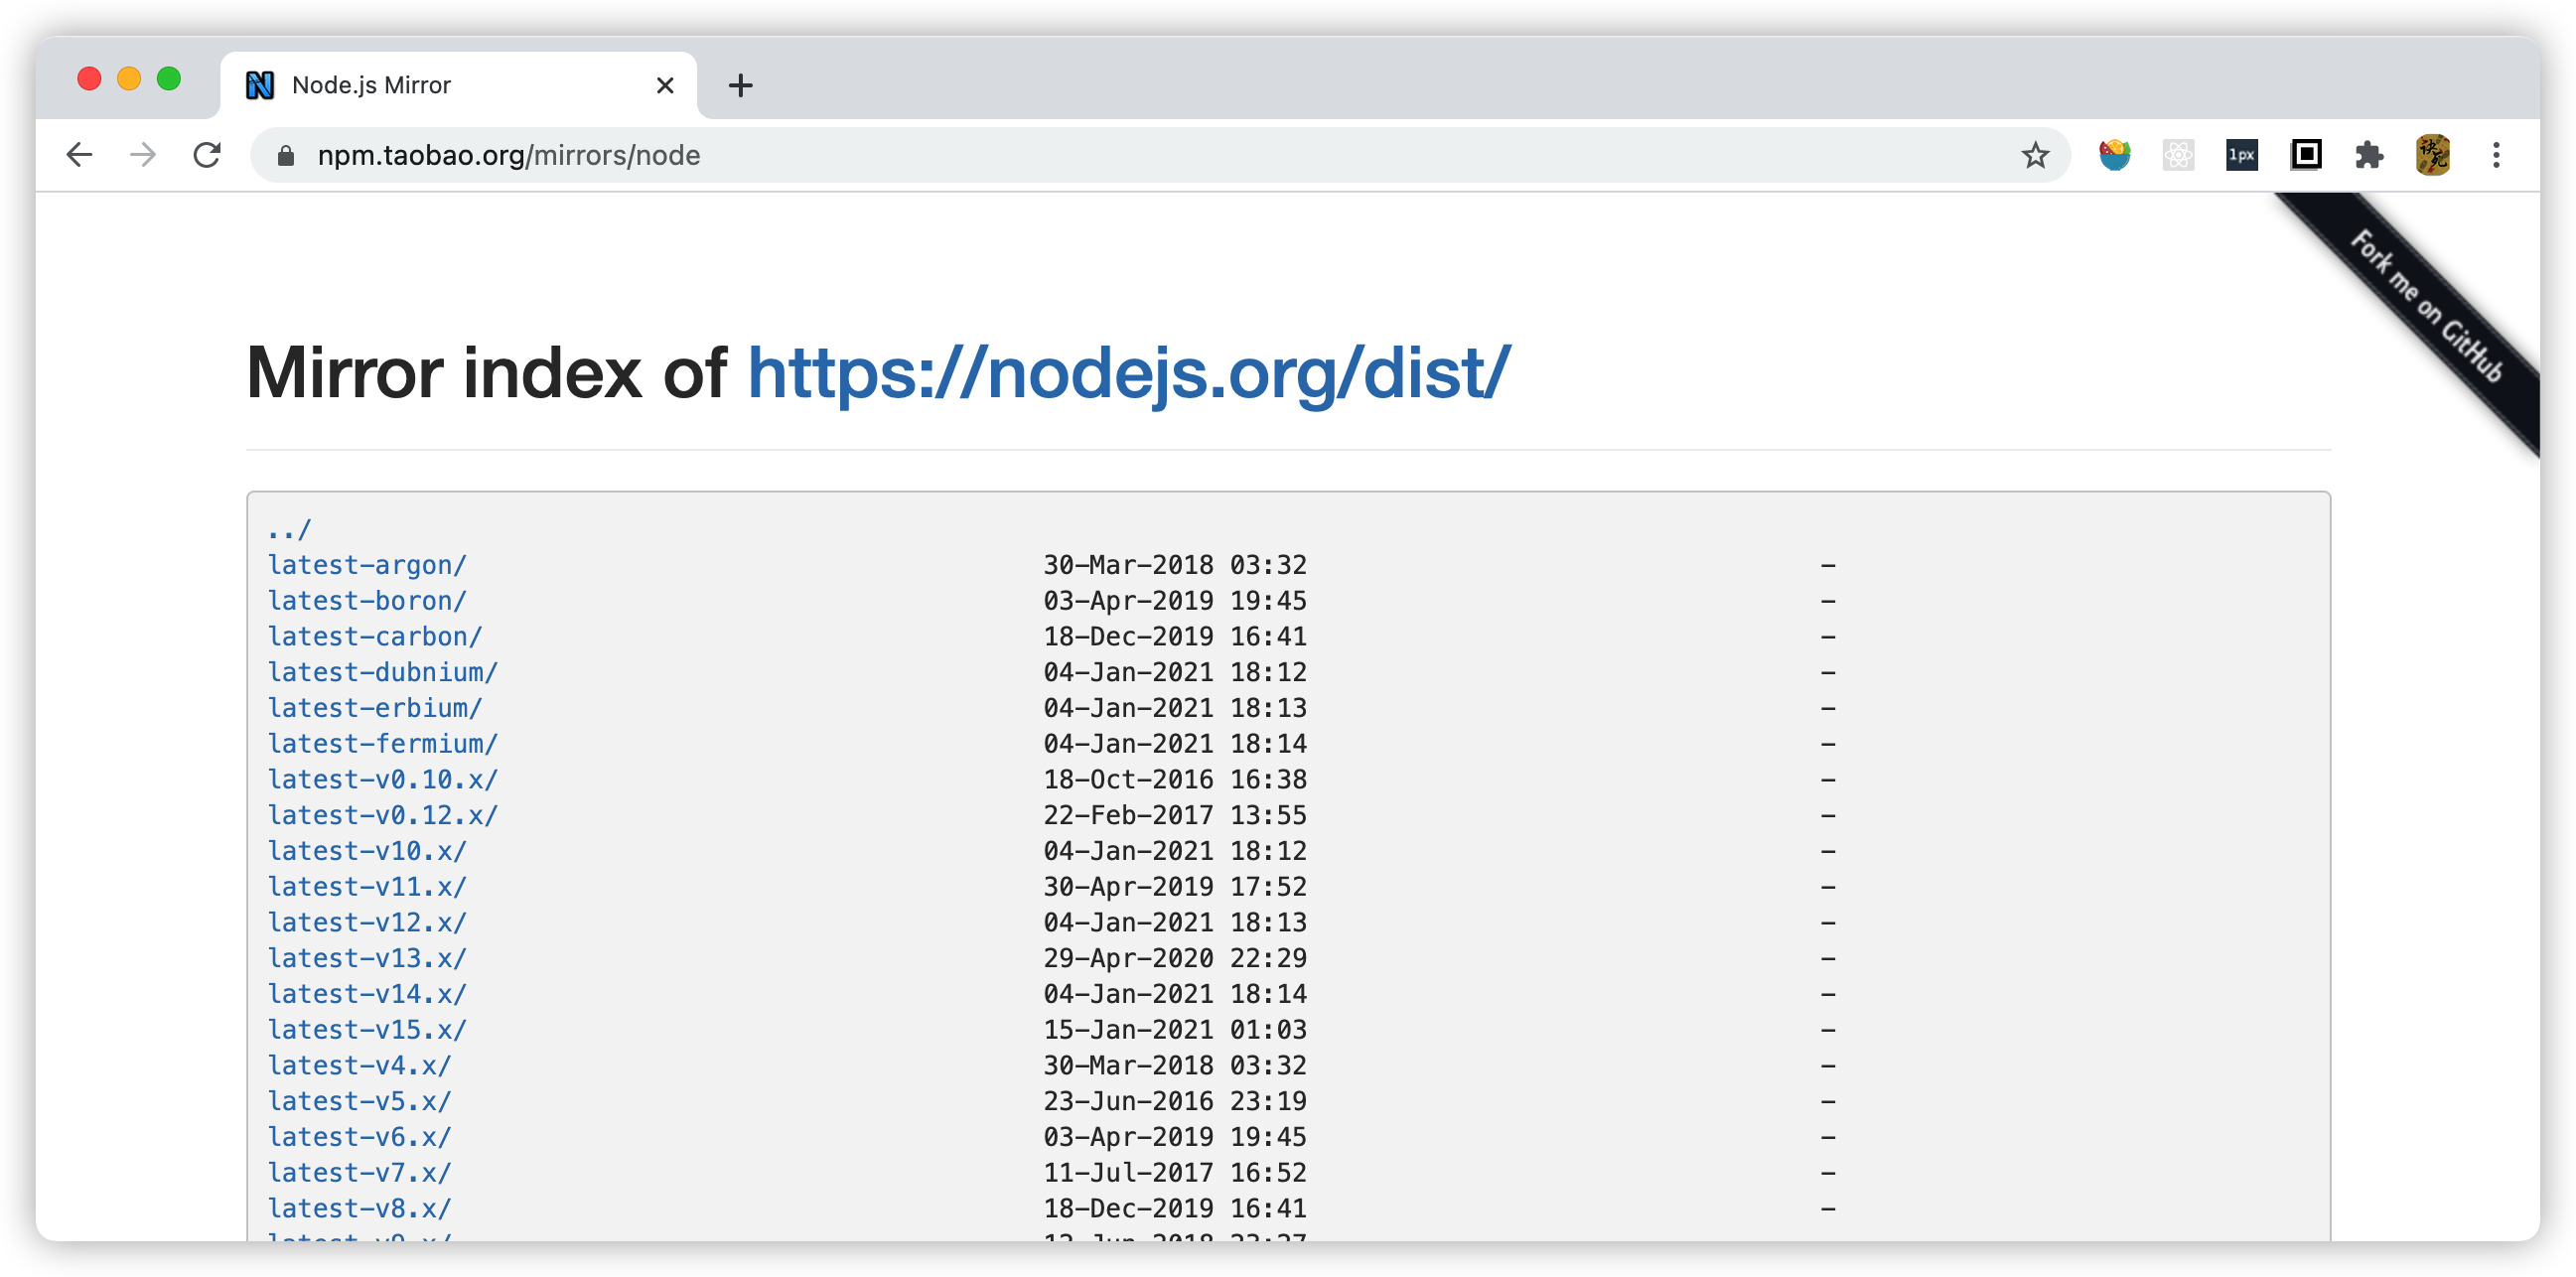 Node.js Mirror
npm.taobao.org/mirrors/node
1px
诀死
Fork me on GitHub
Mirror index of https://nodejs.org/dist/
../
latest-argon/ 30-Mar-2018 03:32 -
latest-boron/ 03-Apr-2019 19:45 -
latest-carbon/ 18-Dec-2019 16:41 -
latest-dubnium/ 04-Jan-2021 18:12 -
latest-erbium/ 04-Jan-2021 18:13 -
latest-fermium/ 04-Jan-2021 18:14 -
latest-v0.10.x/ 18-Oct-2016 16:38 -
latest-v0.12.x/ 22-Feb-2017 13:55 -
latest-v10.x/ 04-Jan-2021 18:12 -
latest-v11.x/ 30-Apr-2019 17:52 -
latest-v12.x/ 04-Jan-2021 18:13 -
latest-v13.x/ 29-Apr-2020 22:29 -
latest-v14.x/ 04-Jan-2021 18:14 -
latest-v15.x/ 15-Jan-2021 01:03 -
latest-v4.x/ 30-Mar-2018 03:32 -
latest-v5.x/ 23-Jun-2016 23:19 -
latest-v6.x/ 03-Apr-2019 19:45 -
latest-v7.x/ 11-Jul-2017 16:52 -
latest-v8.x/ 18-Dec-2019 16:41 -